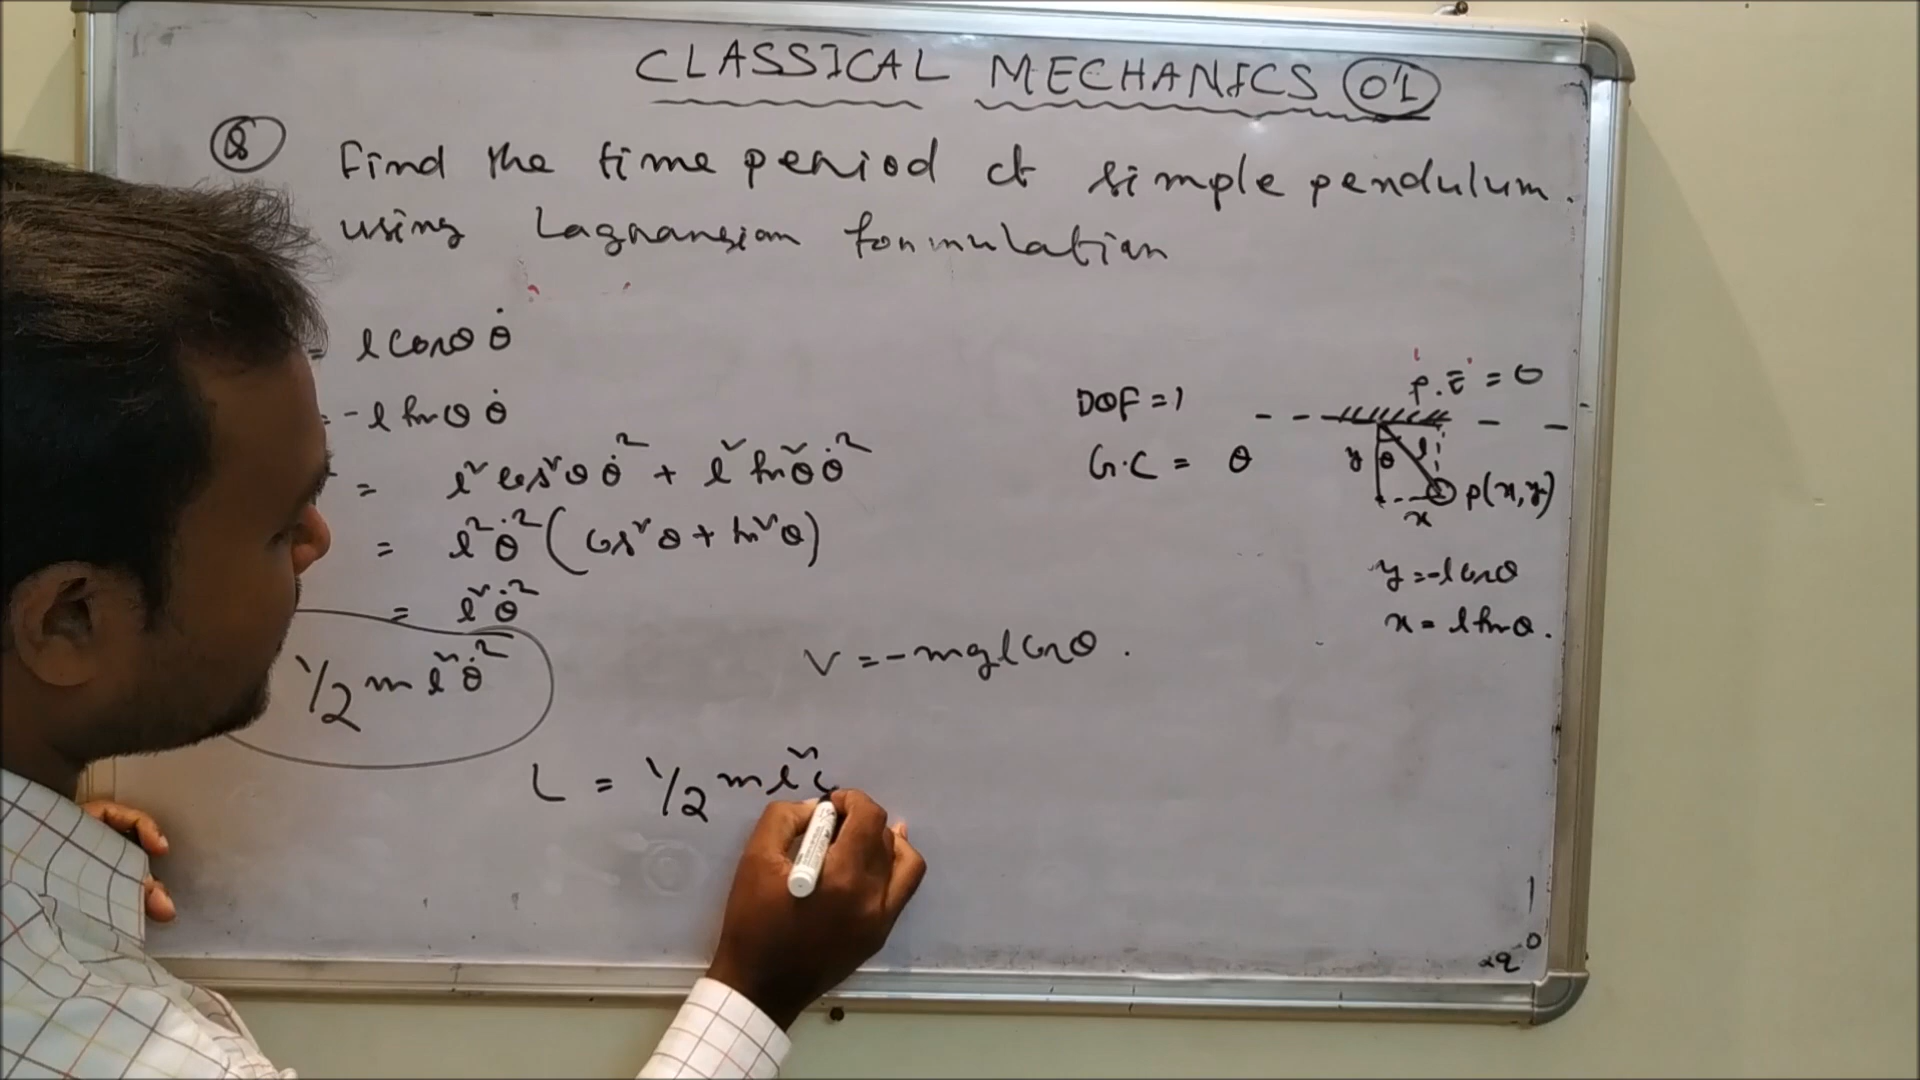 CLASSICAL MECHANICS 01
Q Find the time period of simple pendulum.
using Lagrangian formulation
= l cosθ θ̇
= -l sinθ θ̇
= l² cos²θ θ̇² + l² sin²θ θ̇²
= l² θ̇² (cos²θ + sin²θ)
= l² θ̇²
1/2 m l² θ̇²
V = -mgl cosθ .
L = 1/2 m l²
DOF = 1
G.C = θ
P.E = 0
y θ l
x P(x,y)
y = -l cosθ
x = l sinθ .